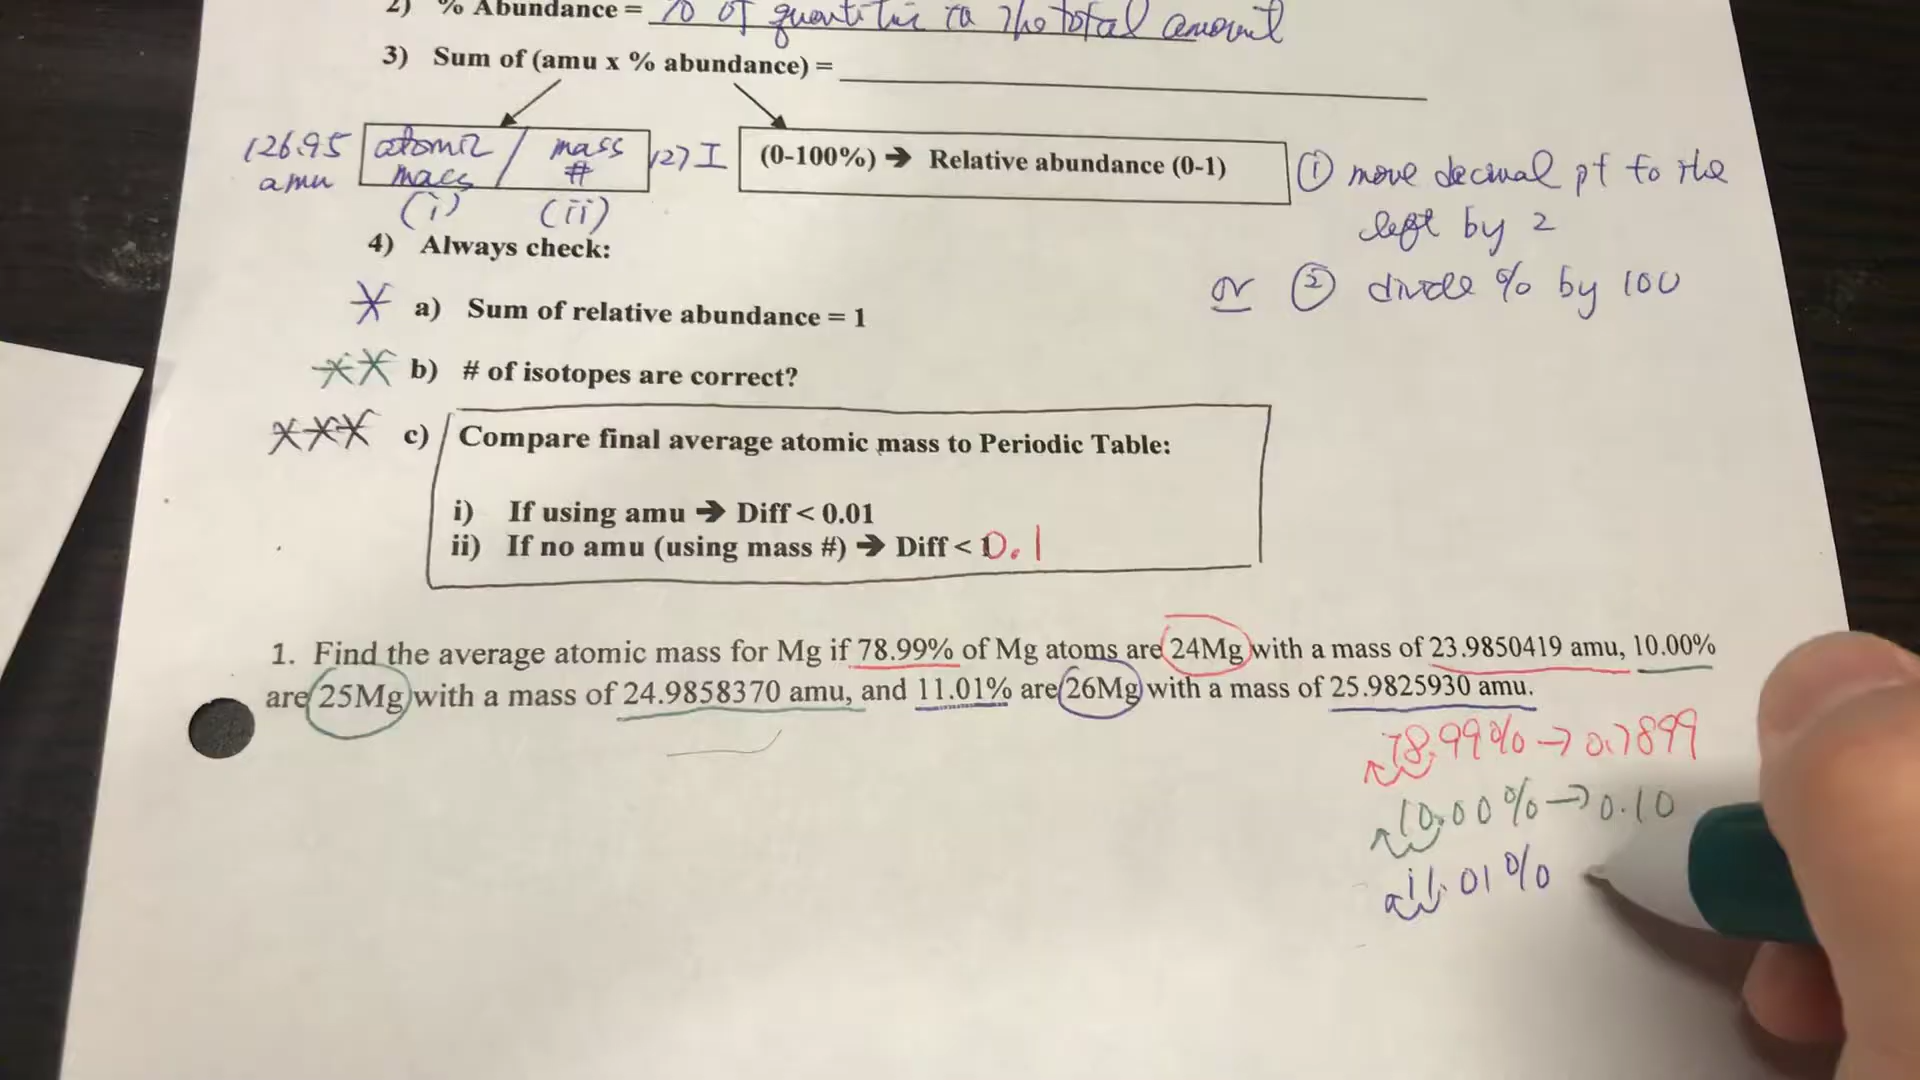 2) % Abundance = % of quantities to the total amount
3) Sum of (amu x % abundance) =
126.95 amu
atomic mass / mass #
127 I
(0-100%) → Relative abundance (0-1)
① move decimal pt to the left by 2
(i) (ii)
4) Always check:
or ② divide % by 100
* a) Sum of relative abundance = 1
** b) # of isotopes are correct?
*** c) Compare final average atomic mass to Periodic Table:
i) If using amu → Diff < 0.01
ii) If no amu (using mass #) → Diff < 0.1
1. Find the average atomic mass for Mg if 78.99% of Mg atoms are 24Mg with a mass of 23.9850419 amu, 10.00%
are 25Mg with a mass of 24.9858370 amu, and 11.01% are 26Mg with a mass of 25.9825930 amu.
78.99% → 0.7899
10.00% → 0.10
11.01%